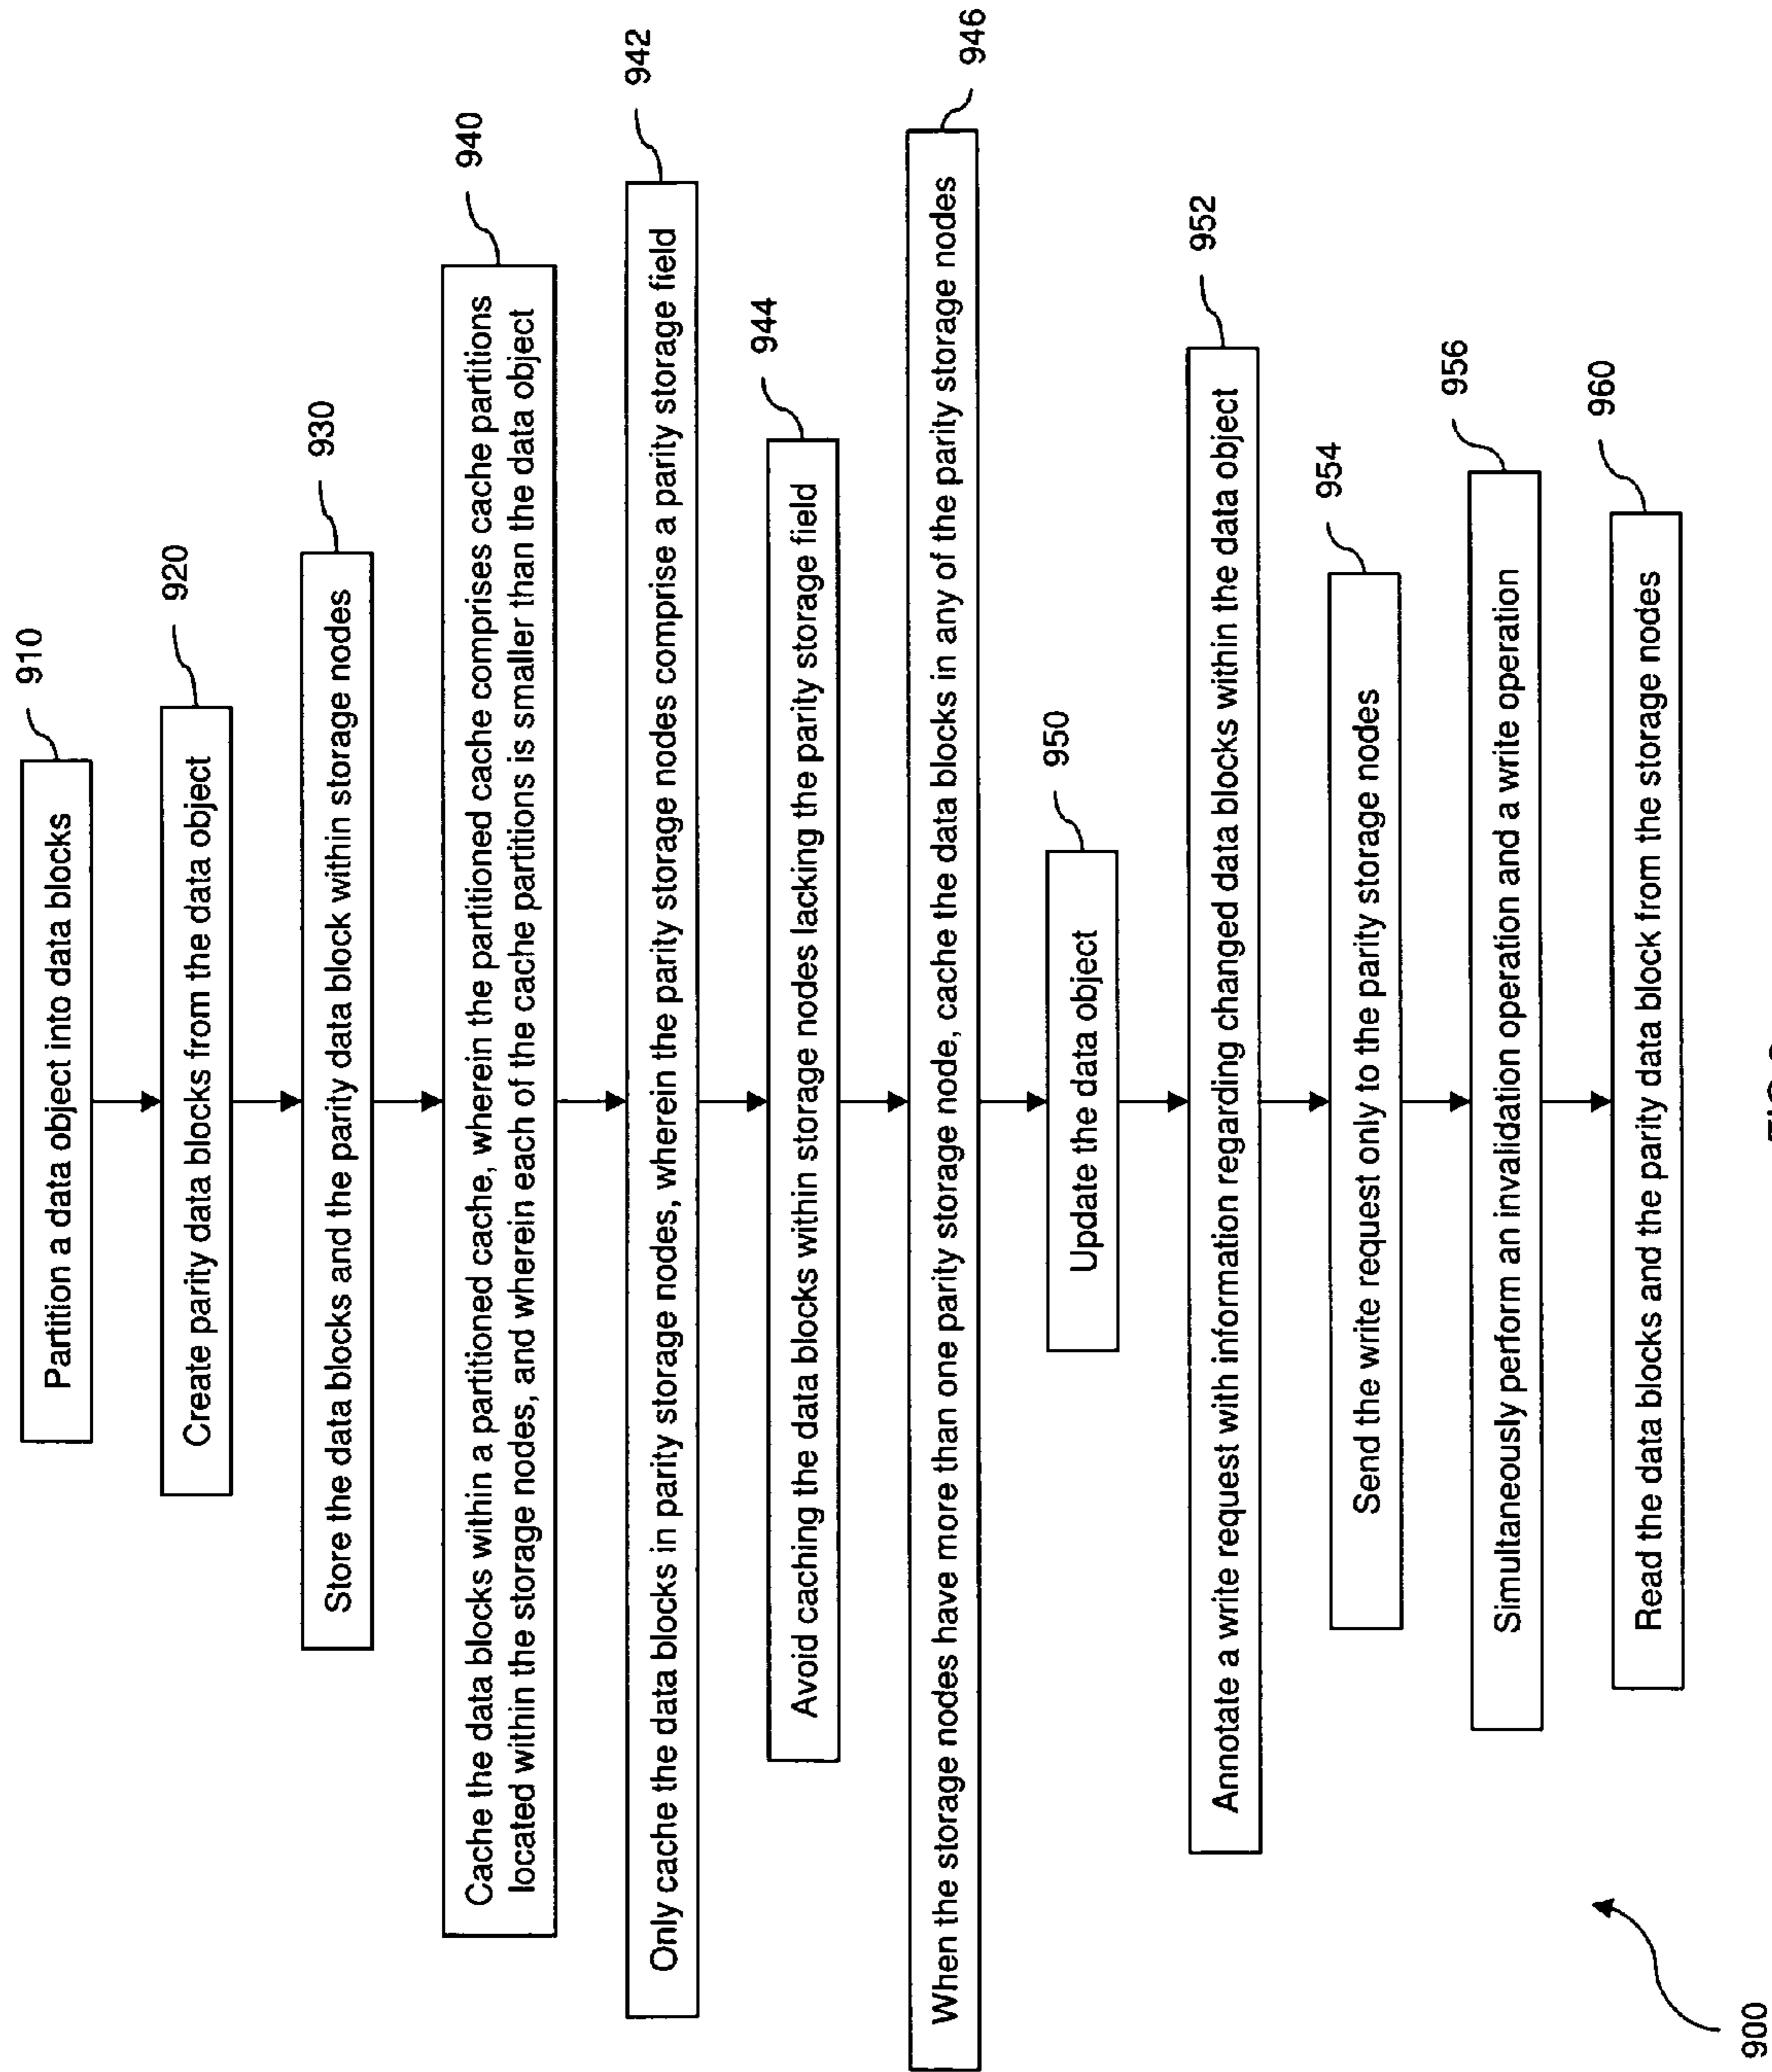 910
Partition a data object into data blocks
920
Create parity data blocks from the data object
930
Store the data blocks and the parity data block within storage nodes
940
Cache the data blocks within a partitioned cache, wherein the partitioned cache comprises cache partitions
located within the storage nodes, and wherein each of the cache partitions is smaller than the data object
942
Only cache the data blocks in parity storage nodes, wherein the parity storage nodes comprise a parity storage field
944
Avoid caching the data blocks within storage nodes lacking the parity storage field
946
When the storage nodes have more than one parity storage node, cache the data blocks in any of the parity storage nodes
950
Update the data object
952
Annotate a write request with information regarding changed data blocks within the data object
954
Send the write request only to the parity storage nodes
956
Simultaneously perform an invalidation operation and a write operation
960
Read the data blocks and the parity data block from the storage nodes
900